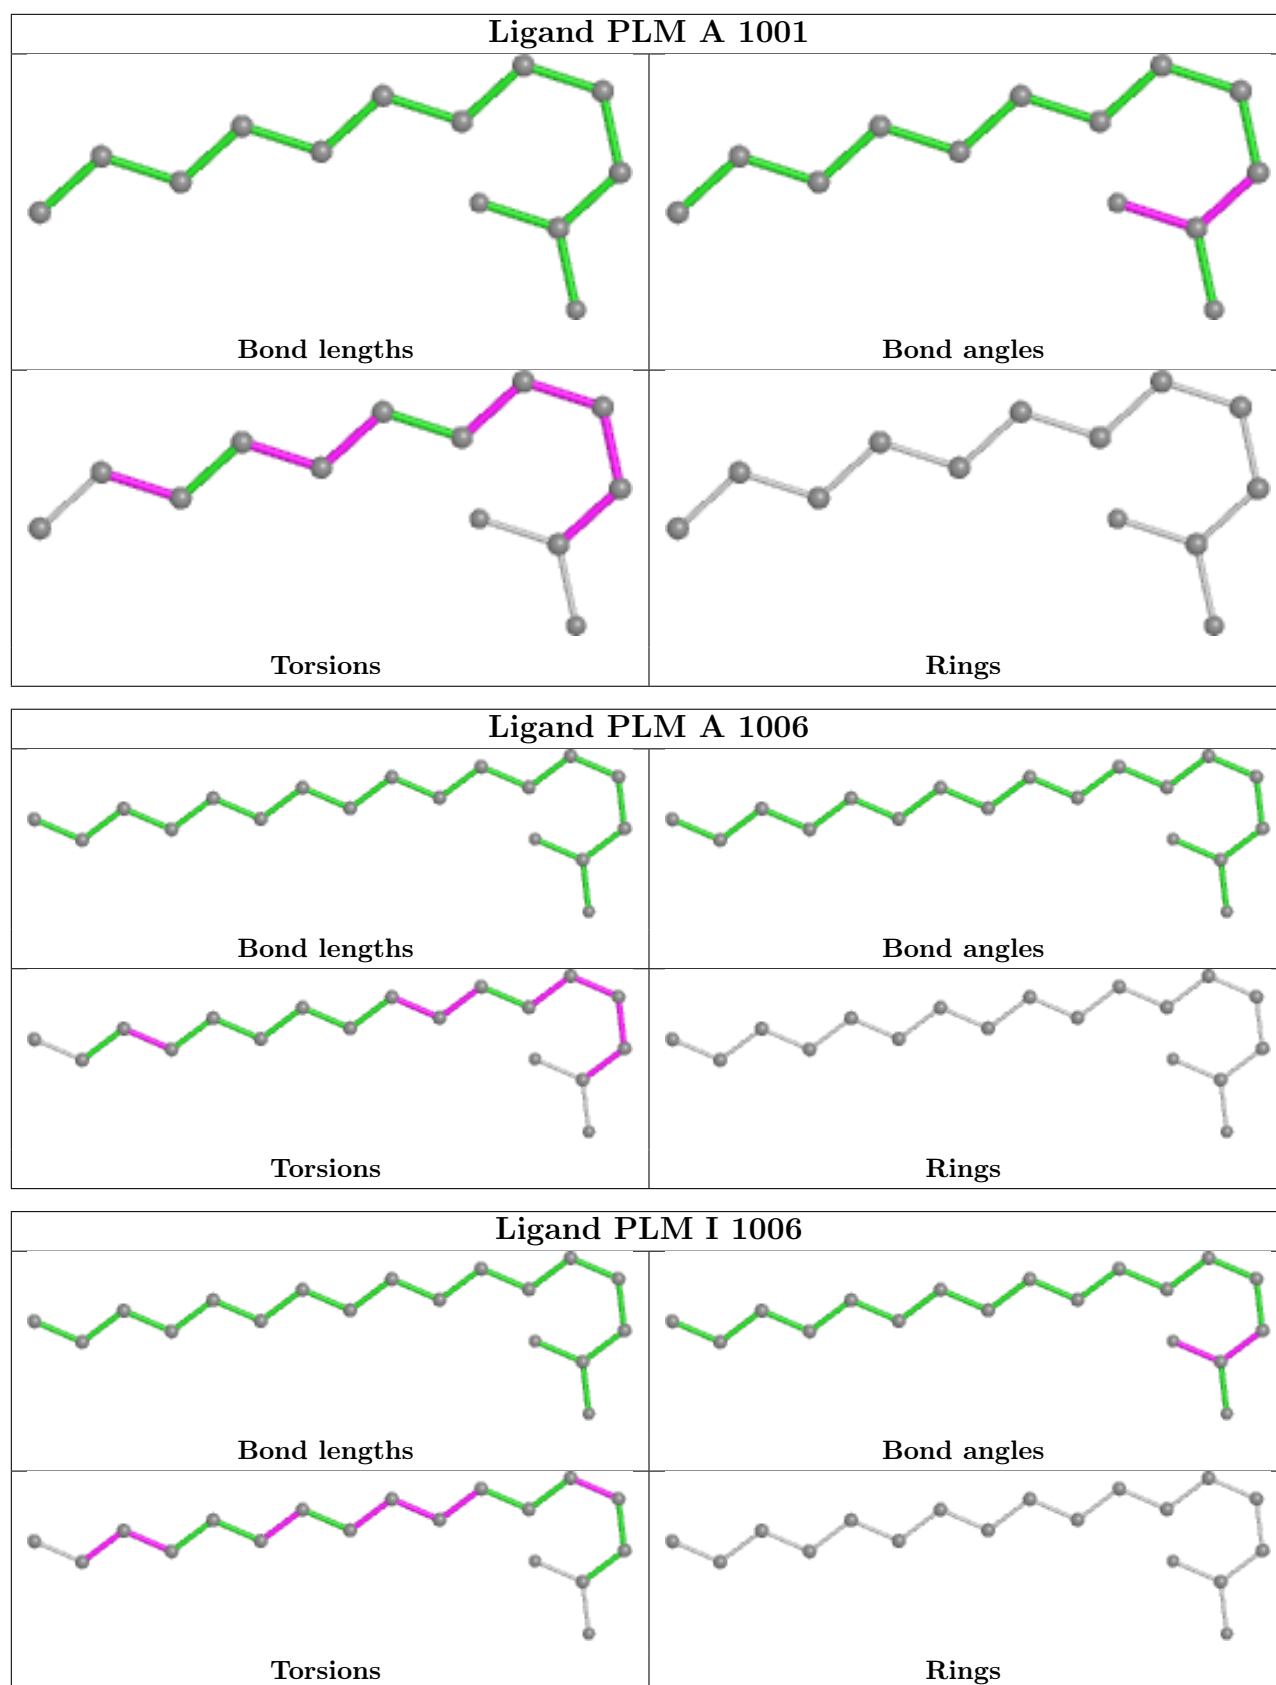 Ligand PLM A 1001
Bond lengths
Bond angles
Torsions
Rings
Ligand PLM A 1006
Bond lengths
Bond angles
Torsions
Rings
Ligand PLM I 1006
Bond lengths
Bond angles
Torsions
Rings